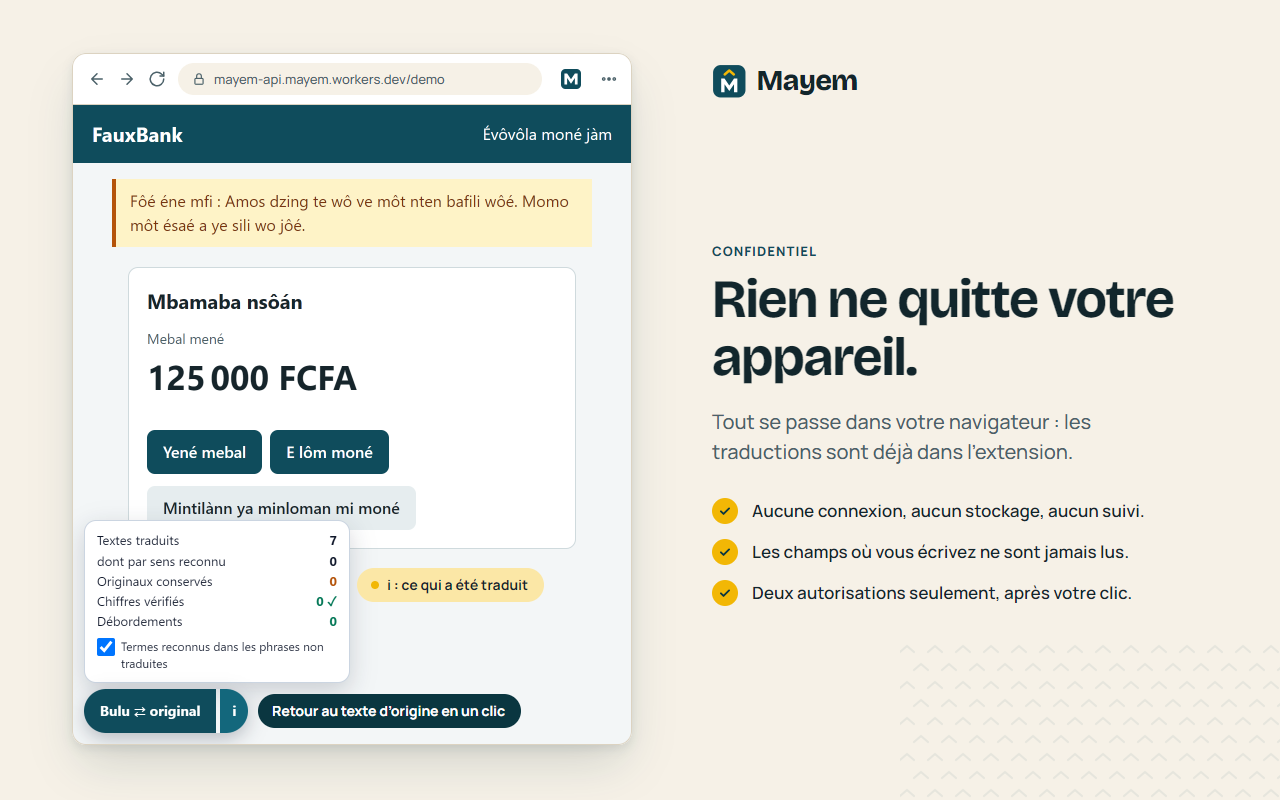 mayem-api.mayem.workers.dev/demo
M
FauxBank
Évôvôla moné jàm
Fôé éne mfi : Amos dzing te wô ve môt nten bafili wôé. Momo
môt ésaé a ye sili wo jôé.
Mbamaba nsôán
Mebal mené
125 000 FCFA
Yené mebal
E lôm moné
Mintilànn ya minloman mi moné
Textes traduits 7
dont par sens reconnu 0
Originaux conservés 0
Chiffres vérifiés 0 ✓
Débordements 0
Termes reconnus dans les phrases non
traduites
i : ce qui a été traduit
Bulu ⇄ original
i
Retour au texte d’origine en un clic
M
Mayem
CONFIDENTIEL
Rien ne quitte votre
appareil.
Tout se passe dans votre navigateur : les
traductions sont déjà dans l’extension.
Aucune connexion, aucun stockage, aucun suivi.
Les champs où vous écrivez ne sont jamais lus.
Deux autorisations seulement, après votre clic.